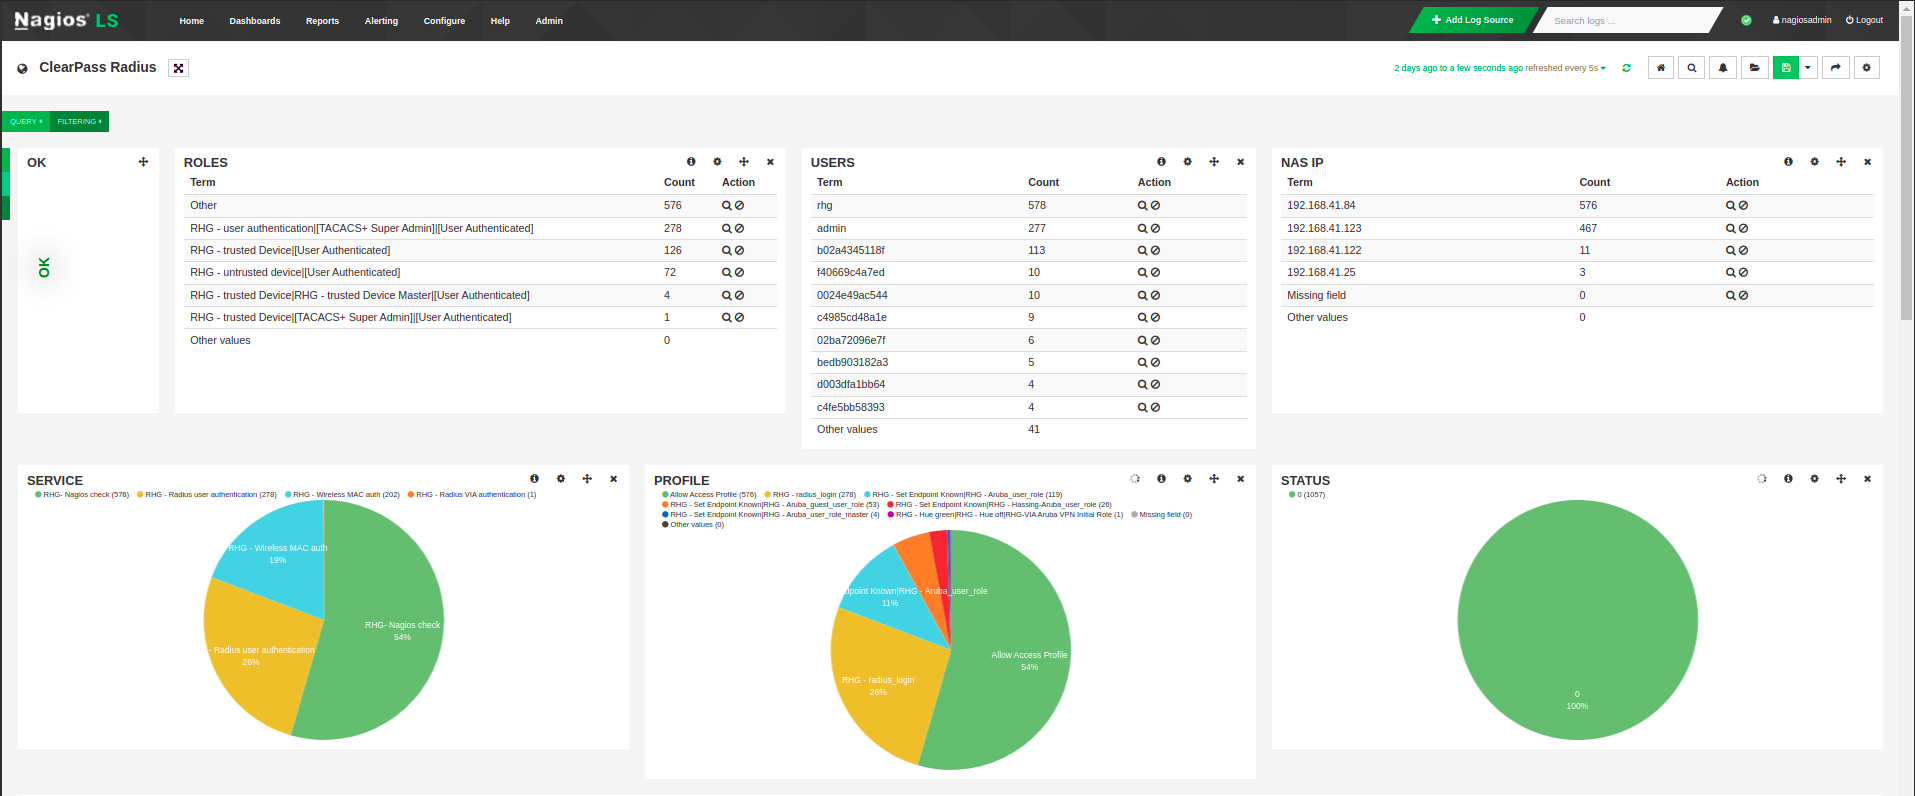 Nagios® LS Home Dashboards Reports Alerting Configure Help Admin Add Log Source Search logs ... nagiosadmin Logout
ClearPass Radius 2 days ago to a few seconds ago refreshed every 5s
QUERY FILTERING
OK
OK
ROLES
Term Count Action
Other 576
RHG - user authentication|[TACACS+ Super Admin]|[User Authenticated] 278
RHG - trusted Device|[User Authenticated] 126
RHG - untrusted device|[User Authenticated] 72
RHG - trusted Device|RHG - trusted Device Master|[User Authenticated] 4
RHG - trusted Device|[TACACS+ Super Admin]|[User Authenticated] 1
Other values 0
USERS
Term Count Action
rhg 578
admin 277
b02a4345118f 113
f40669c4a7ed 10
0024e49ac544 10
c4985cd48a1e 9
02ba72096e7f 6
bedb903182a3 5
d003dfa1bb64 4
c4fe5bb58393 4
Other values 41
NAS IP
Term Count Action
192.168.41.84 576
192.168.41.123 467
192.168.41.122 11
192.168.41.25 3
Missing field 0
Other values 0
SERVICE
RHG- Nagios check (576) RHG - Radius user authentication (278) RHG - Wireless MAC auth (202) RHG - Radius VIA authentication (1)
RHG - Wireless MAC auth
19%
RHG- Nagios check
54%
- Radius user authentication
26%
PROFILE
Allow Access Profile (576) RHG - radius_login (278) RHG - Set Endpoint Known|RHG - Aruba_user_role (119)
RHG - Set Endpoint Known|RHG - Aruba_guest_user_role (53) RHG - Set Endpoint Known|RHG - Hassing-Aruba_user_role (26)
RHG - Set Endpoint Known|RHG - Aruba_user_role_master (4) RHG - Hue green|RHG - Hue off|RHG-VIA Aruba VPN Initial Role (1) Missing field (0)
Other values (0)
dpoint Known|RHG - Aruba_user_role
11%
Allow Access Profile
54%
RHG - radius_login
26%
STATUS
0 (1057)
0
100%